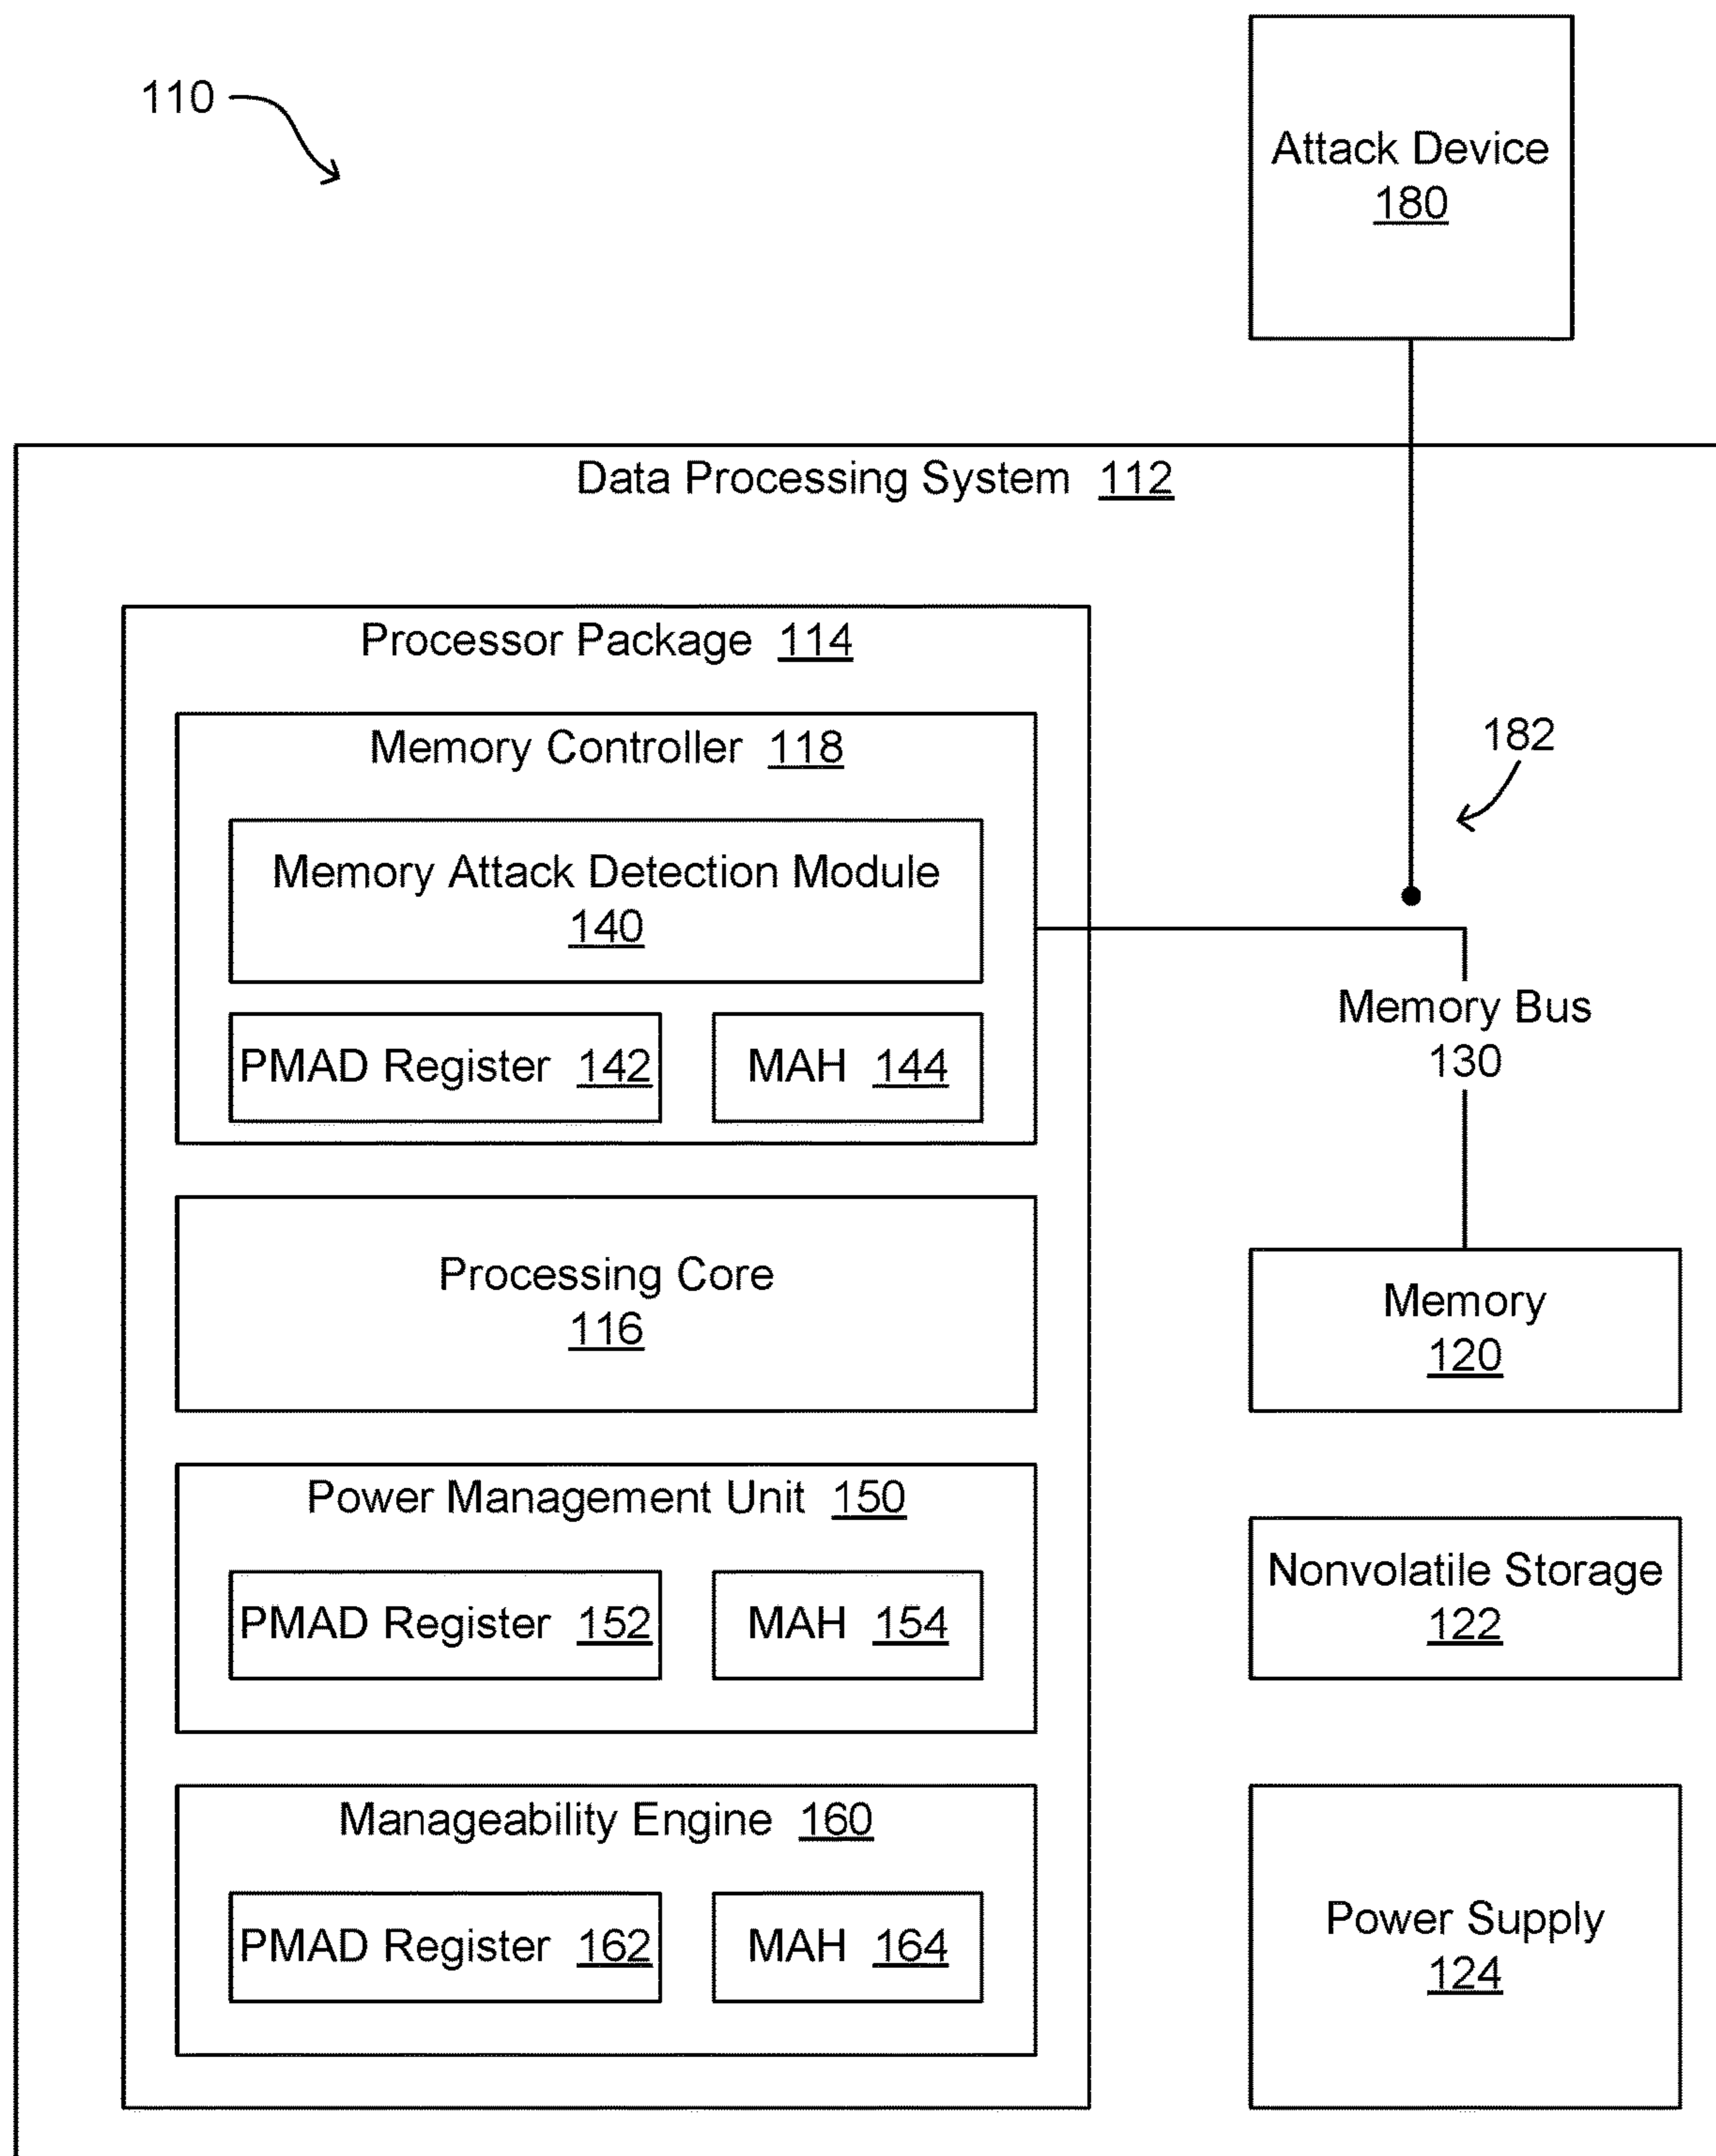 110
Attack Device
180
Data Processing System 112
Processor Package 114
Memory Controller 118
182
Memory Attack Detection Module
140
Memory Bus
130
PMAD Register 142
MAH 144
Processing Core
116
Memory
120
Power Management Unit 150
PMAD Register 152
MAH 154
Nonvolatile Storage
122
Manageability Engine 160
PMAD Register 162
MAH 164
Power Supply
124